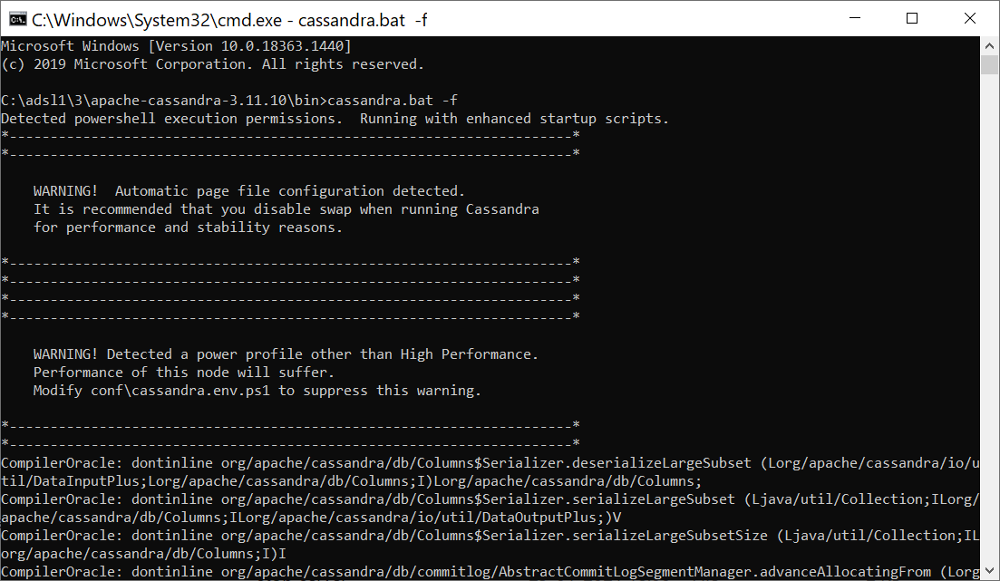 C:\Windows\System32\cmd.exe - cassandra.bat  -f
Microsoft Windows [Version 10.0.18363.1440]
(c) 2019 Microsoft Corporation. All rights reserved.

C:\adsl1\3\apache-cassandra-3.11.10\bin>cassandra.bat -f
Detected powershell execution permissions.  Running with enhanced startup scripts.
*---------------------------------------------------------------------*
*---------------------------------------------------------------------*

    WARNING!  Automatic page file configuration detected.
    It is recommended that you disable swap when running Cassandra
    for performance and stability reasons.

*---------------------------------------------------------------------*
*---------------------------------------------------------------------*
*---------------------------------------------------------------------*
*---------------------------------------------------------------------*

    WARNING! Detected a power profile other than High Performance.
    Performance of this node will suffer.
    Modify conf\cassandra.env.ps1 to suppress this warning.

*---------------------------------------------------------------------*
*---------------------------------------------------------------------*
CompilerOracle: dontinline org/apache/cassandra/db/Columns$Serializer.deserializeLargeSubset (Lorg/apache/cassandra/io/u
til/DataInputPlus;Lorg/apache/cassandra/db/Columns;I)Lorg/apache/cassandra/db/Columns;
CompilerOracle: dontinline org/apache/cassandra/db/Columns$Serializer.serializeLargeSubset (Ljava/util/Collection;ILorg/
apache/cassandra/db/Columns;ILorg/apache/cassandra/io/util/DataOutputPlus;)V
CompilerOracle: dontinline org/apache/cassandra/db/Columns$Serializer.serializeLargeSubsetSize (Ljava/util/Collection;IL
org/apache/cassandra/db/Columns;I)I
CompilerOracle: dontinline org/apache/cassandra/db/commitlog/AbstractCommitLogSegmentManager.advanceAllocatingFrom (Lorg